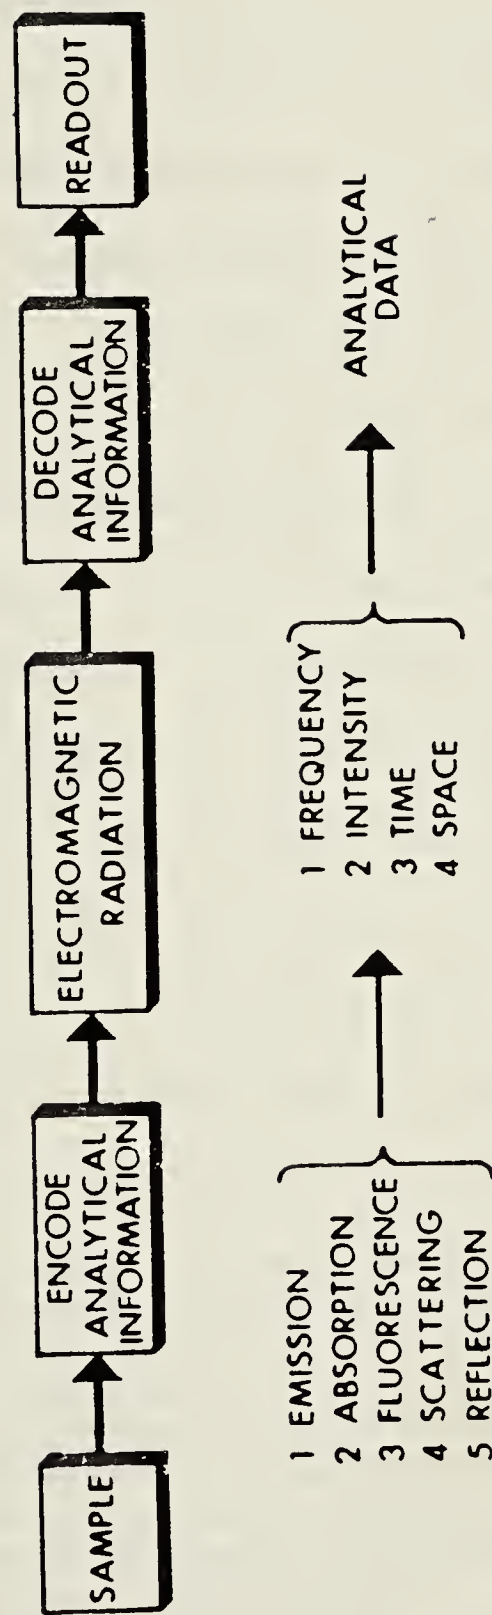 SAMPLE
ENCODE
ANALYTICAL
INFORMATION
ELECTROMAGNETIC
RADIATION
DECODE
ANALYTICAL
INFORMATION
READOUT
1 EMISSION
2 ABSORPTION
3 FLUORESCENCE
4 SCATTERING
5 REFLECTION
1 FREQUENCY
2 INTENSITY
3 TIME
4 SPACE
ANALYTICAL
DATA